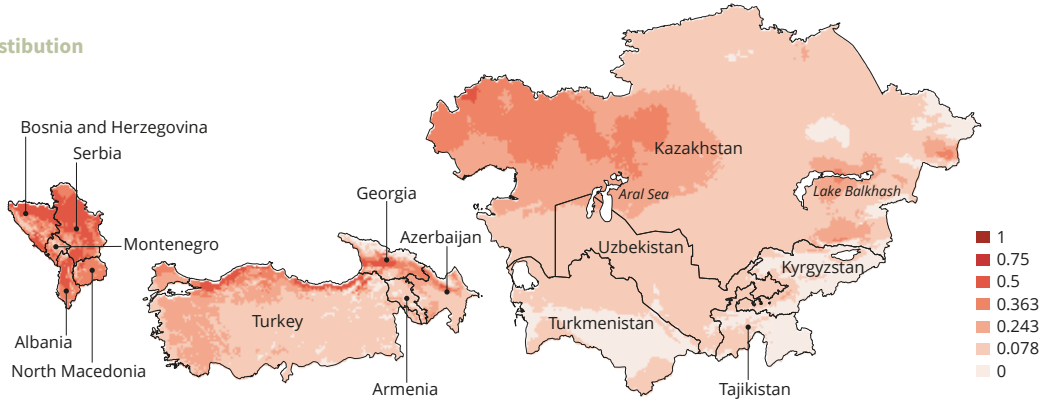 stibution
Bosnia and Herzegovina
Serbia
Georgia
Azerbaijan
Montenegro
Kazakhstan
Aral Sea
Lake Balkhash
Uzbekistan
Kyrgyzstan
Turkey
Turkmenistan
Albania
North Macedonia
Armenia
Tajikistan
1
0.75
0.5
0.363
0.243
0.078
0